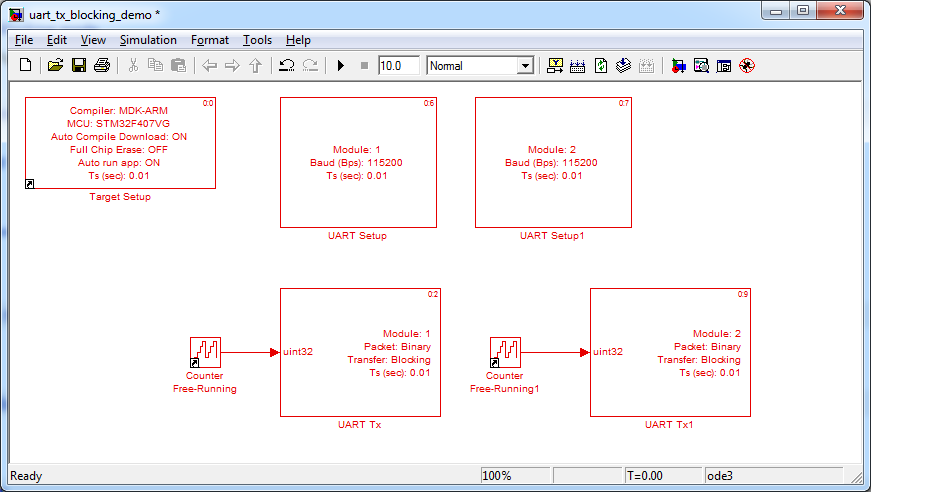 uart_tx_blocking_demo *
File Edit View Simulation Format Tools Help
10.0 Normal
0:0
Compiler: MDK-ARM
MCU: STM32F407VG
Auto Compile Download: ON
Full Chip Erase: OFF
Auto run app: ON
Ts (sec): 0.01
Target Setup
0:6
Module: 1
Baud (Bps): 115200
Ts (sec): 0.01
UART Setup
0:7
Module: 2
Baud (Bps): 115200
Ts (sec): 0.01
UART Setup1
Counter
Free-Running
0:2
uint32
Module: 1
Packet: Binary
Transfer: Blocking
Ts (sec): 0.01
UART Tx
Counter
Free-Running1
0:9
uint32
Module: 2
Packet: Binary
Transfer: Blocking
Ts (sec): 0.01
UART Tx1
Ready 100% T=0.00 ode3